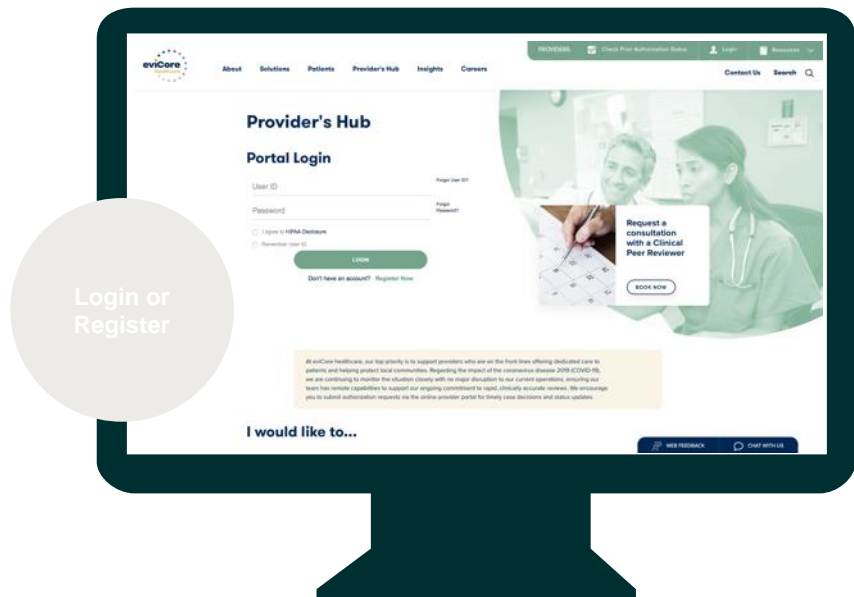 PROVIDERS: Check Prior Authorization Status Login Resources
eviCore
healthcare
About Solutions Patients Provider's Hub Insights Careers
Contact Us Search
Provider's Hub
Portal Login
User ID
Forgot User ID?
Password
Forgot
Password?
I agree to HIPAA Disclosure
Remember User ID
LOGIN
Don't have an account? Register Now
Request a
consultation
with a Clinical
Peer Reviewer
BOOK NOW
Login or
Register
At eviCore healthcare, our top priority is to support providers who are on the front lines offering dedicated care to
patients and helping protect local communities. Regarding the impact of the coronavirus disease 2019 (COVID-19),
we are continuing to monitor the situation closely with no major disruption to our current operations, ensuring our
team has remote capabilities to support our ongoing commitment to rapid, clinically accurate reviews. We encourage
you to submit authorization requests via the online provider portal for timely case decisions and status updates.
I would like to...
WEB FEEDBACK CHAT WITH US